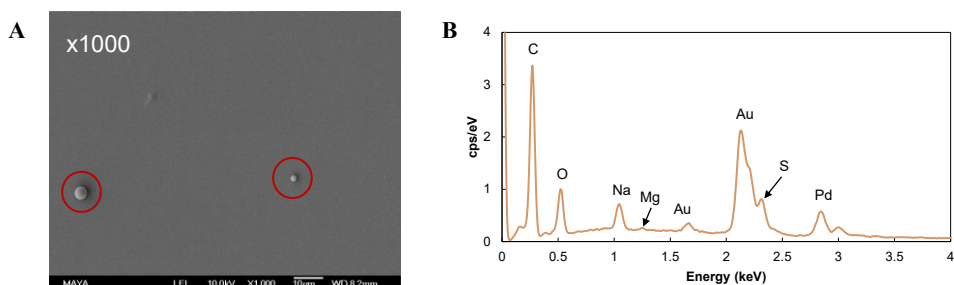 A
x1000
MAYA LEI 10.0kV X1,000 10µm WD 8.2mm
B
cps/eV
4
3
2
1
0
C
O
Na
Mg
Au
Au
S
Pd
0 0.5 1 1.5 2 2.5 3 3.5 4
Energy (keV)